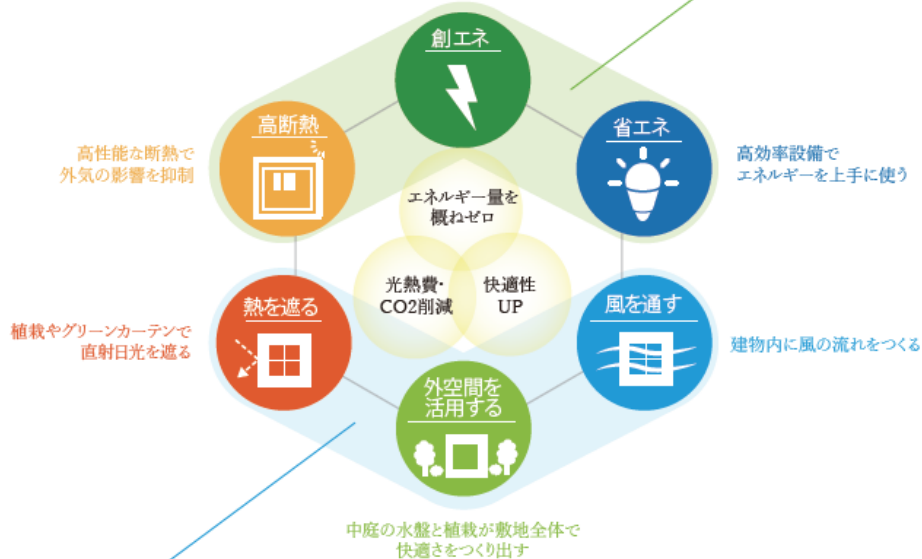 創エネ
高断熱
高性能な断熱で
外気の影響を抑制
省エネ
高効率設備で
エネルギーを上手に使う
エネルギー量を
概ねゼロ
光熱費・
CO2削減
快適性
UP
熱を遮る
植栽やグリーンカーテンで
直射日光を遮る
風を通す
建物内に風の流れをつくる
外空間を
活用する
中庭の水盤と植栽が敷地全体で
快適さをつくり出す